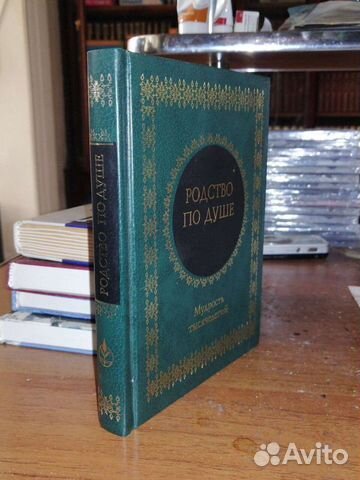 РОДСТВО ПО ДУШЕ
РОДСТВО
ПО ДУШЕ
Мудрость
тысячелетий
Avito